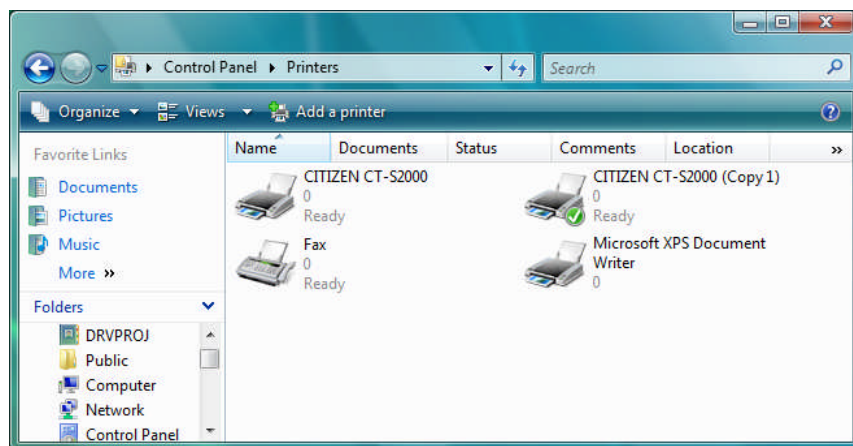 Control Panel Printers Search
Organize Views Add a printer
Favorite Links
Documents
Pictures
Music
More
Folders
DRVPROJ
Public
Computer
Network
Control Panel
Name Documents Status Comments Location
CITIZEN CT-S2000
0
Ready
CITIZEN CT-S2000 (Copy 1)
0
Ready
Fax
0
Ready
Microsoft XPS Document
Writer
0